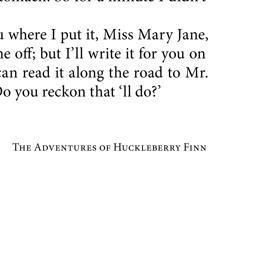 u where I put it, Miss Mary Jane,
e off; but I’ll write it for you on
can read it along the road to Mr.
Do you reckon that ‘ll do?’
The Adventures of Huckleberry Finn